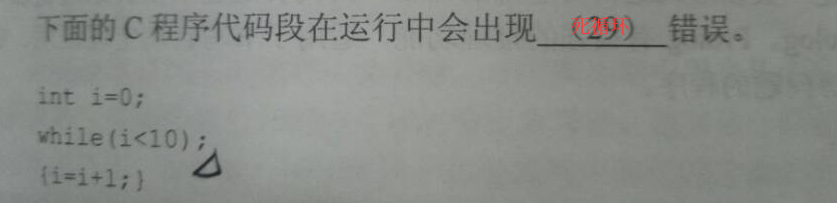 下面的 C 程序代码段在运行中会出现 (29) 错误。
int i=0;
while(i<10);
{i=i+1;}